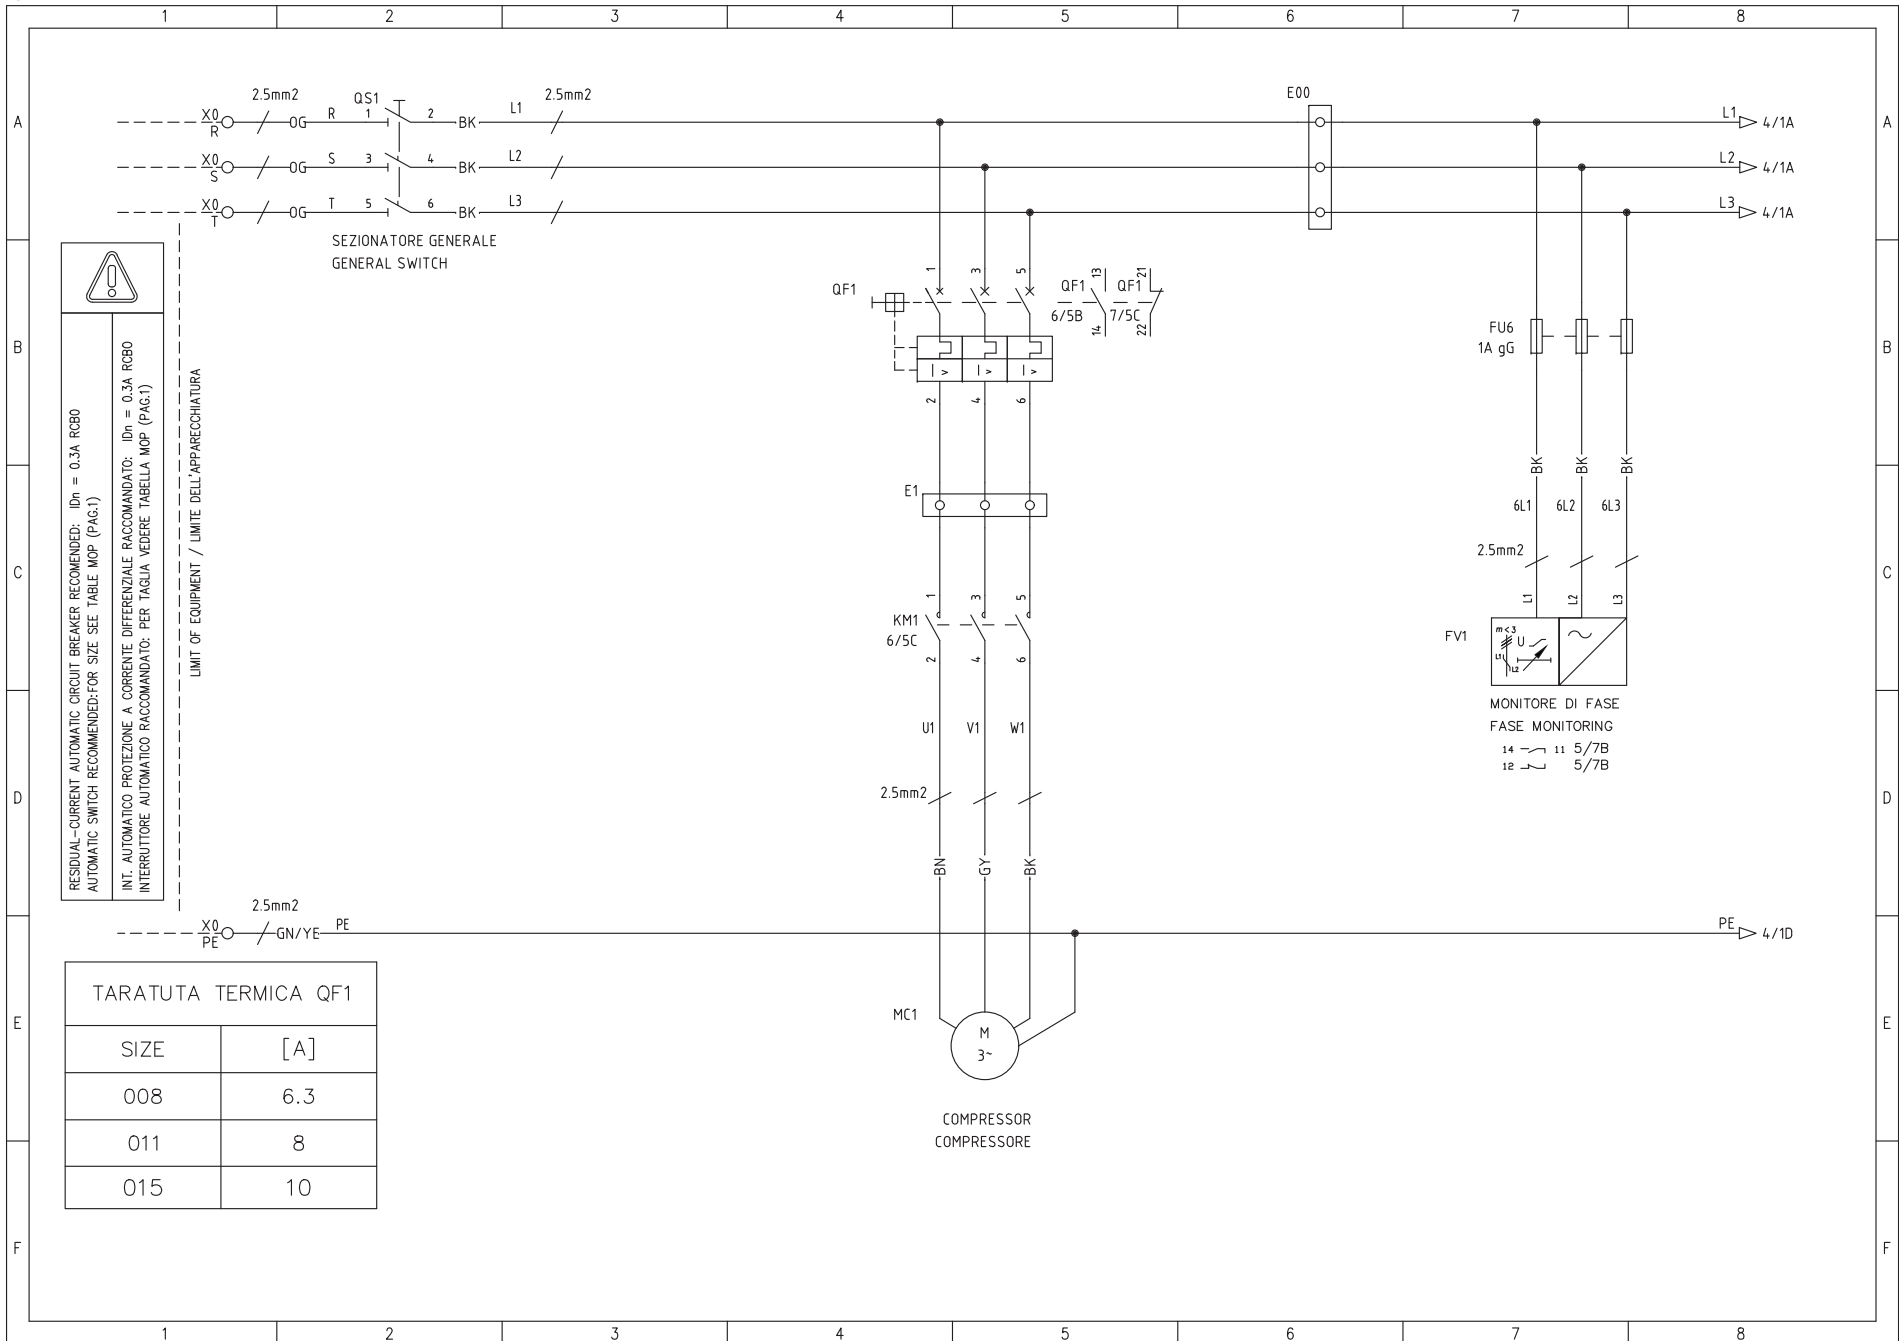 1 2 3 4 5 6 7 8
A A
B B
C C
D D
E E
F F
2.5mm2
QS1
2.5mm2
X0
R
OG R 1 2 BK L1
X0
S
OG S 3 4 BK L2
X0
T
OG T 5 6 BK L3
SEZIONATORE GENERALE
GENERAL SWITCH
E00
L1 4/1A
L2 4/1A
L3 4/1A
RESIDUAL-CURRENT AUTOMATIC CIRCUIT BREAKER RECOMENDED: IDn = 0.3A RCBO
AUTOMATIC SWITCH RECOMMENDED:FOR SIZE SEE TABLE MOP (PAG.1)
INT. AUTOMATICO PROTEZIONE A CORRENTE DIFFERENZIALE RACCOMANDATO: IDn = 0.3A RCBO
INTERRUTTORE AUTOMATICO RACCOMANDATO: PER TAGLIA VEDERE TABELLA MOP (PAG.1)
LIMIT OF EQUIPMENT / LIMITE DELL'APPARECCHIATURA
QF1
1 3 5
QF1 13
6/5B 14
QF1 21
7/5C 22
I > I > I >
2 4 6
E1
1 3 5
KM1
6/5C
2 4 6
U1 V1 W1
2.5mm2
BN GY BK
FU6
1A gG
BK BK BK
6L1 6L2 6L3
2.5mm2
L1 L2 L3
FV1
m<3
U
L1
L2
MONITORE DI FASE
FASE MONITORING
14 11 5/7B
12 5/7B
2.5mm2
X0
PE
GN/YE PE
PE 4/1D
MC1
M
3~
COMPRESSOR
COMPRESSORE
TARATUTA TERMICA QF1
SIZE [A]
008 6.3
011 8
015 10
1 2 3 4 5 6 7 8